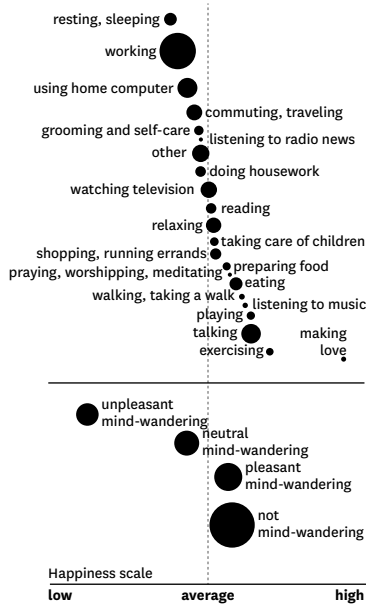 resting, sleeping
working
using home computer
commuting, traveling
grooming and self-care
listening to radio news
other
doing housework
watching television
reading
relaxing
taking care of children
shopping, running errands
preparing food
praying, worshipping, meditating
eating
walking, taking a walk
listening to music
playing
talking
making
love
exercising
unpleasant
mind-wandering
neutral
mind-wandering
pleasant
mind-wandering
not
mind-wandering
Happiness scale
low average high